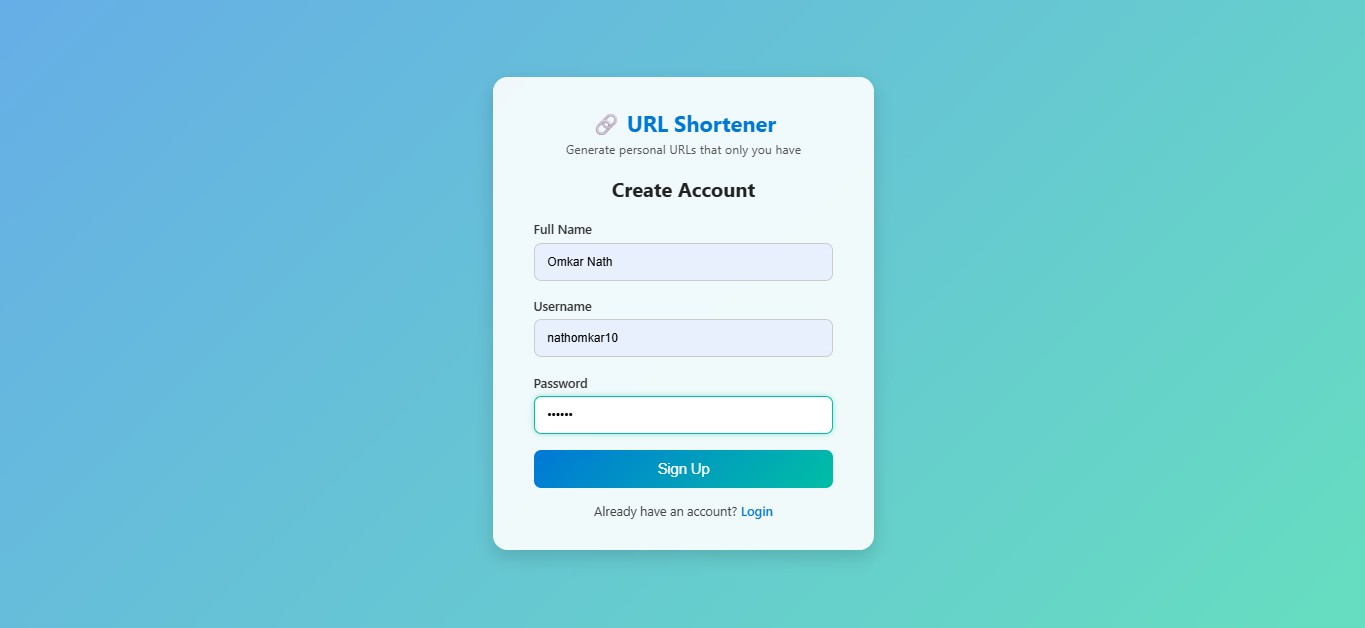 🔗 URL Shortener
Generate personal URLs that only you have
Create Account
Full Name
Omkar Nath
Username
nathomkar10
Password
••••••
Sign Up
Already have an account? Login